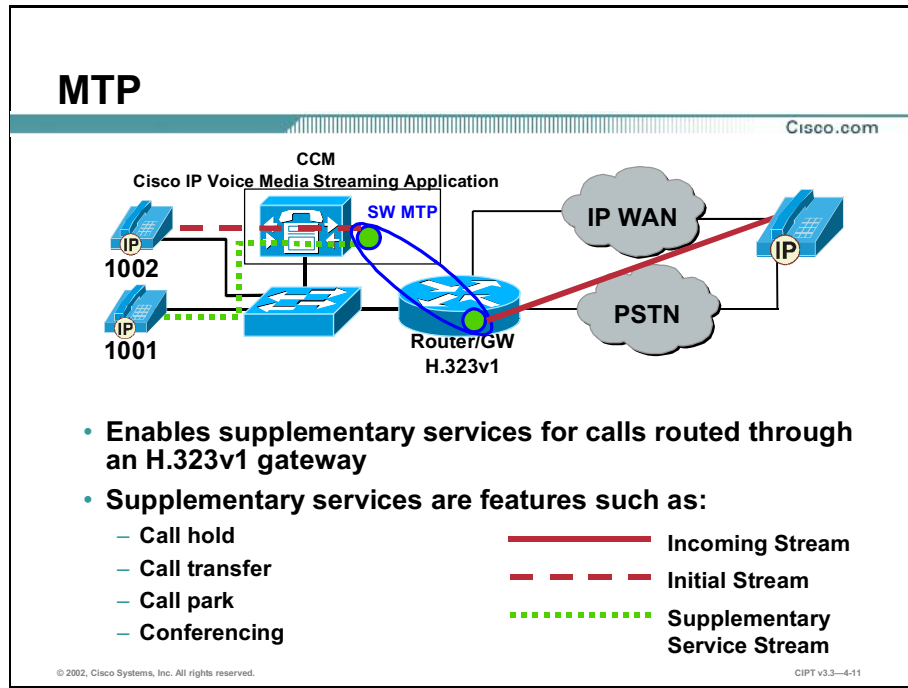 MTP
Cisco.com
CCM
Cisco IP Voice Media Streaming Application
SW MTP
IP WAN
IP
1002
IP
IP
1001
PSTN
Router/GW
H.323v1
• Enables supplementary services for calls routed through
an H.323v1 gateway
• Supplementary services are features such as:
– Call hold
– Call transfer
– Call park
– Conferencing
Incoming Stream
Initial Stream
Supplementary
Service Stream
© 2002, Cisco Systems, Inc. All rights reserved.
CIPT v3.3—4-11